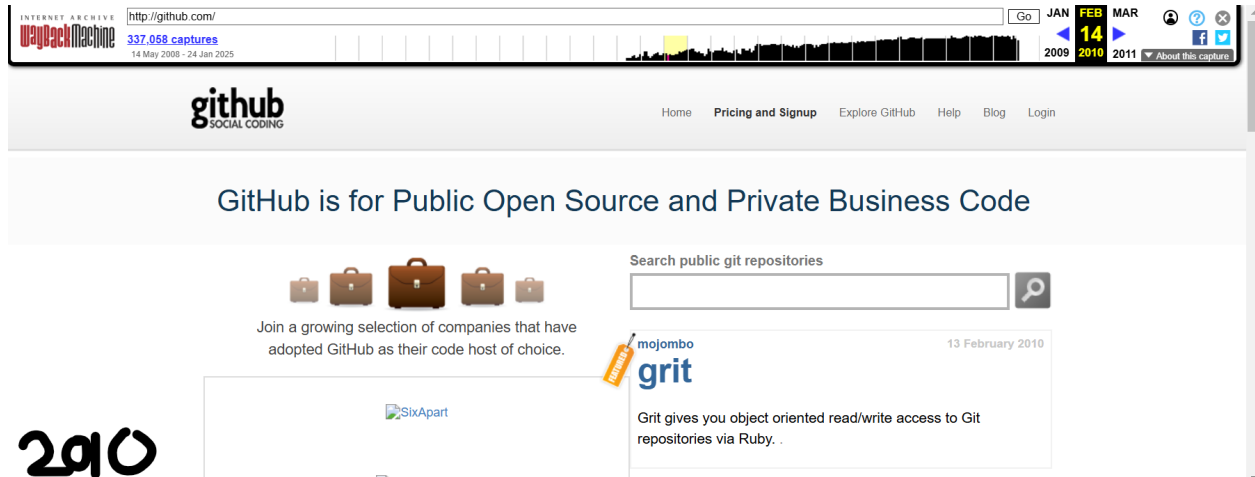 INTERNET ARCHIVE
WayBackMachine
http://github.com/
Go
JAN FEB MAR
337,058 captures
14
14 May 2008 - 24 Jan 2025
2009 2010 2011
About this capture
github
SOCIAL CODING
Home Pricing and Signup Explore GitHub Help Blog Login
GitHub is for Public Open Source and Private Business Code
Join a growing selection of companies that have
adopted GitHub as their code host of choice.
SixApart
Search public git repositories
FEATURED
mojombo 13 February 2010
grit
Grit gives you object oriented read/write access to Git
repositories via Ruby. .
2010